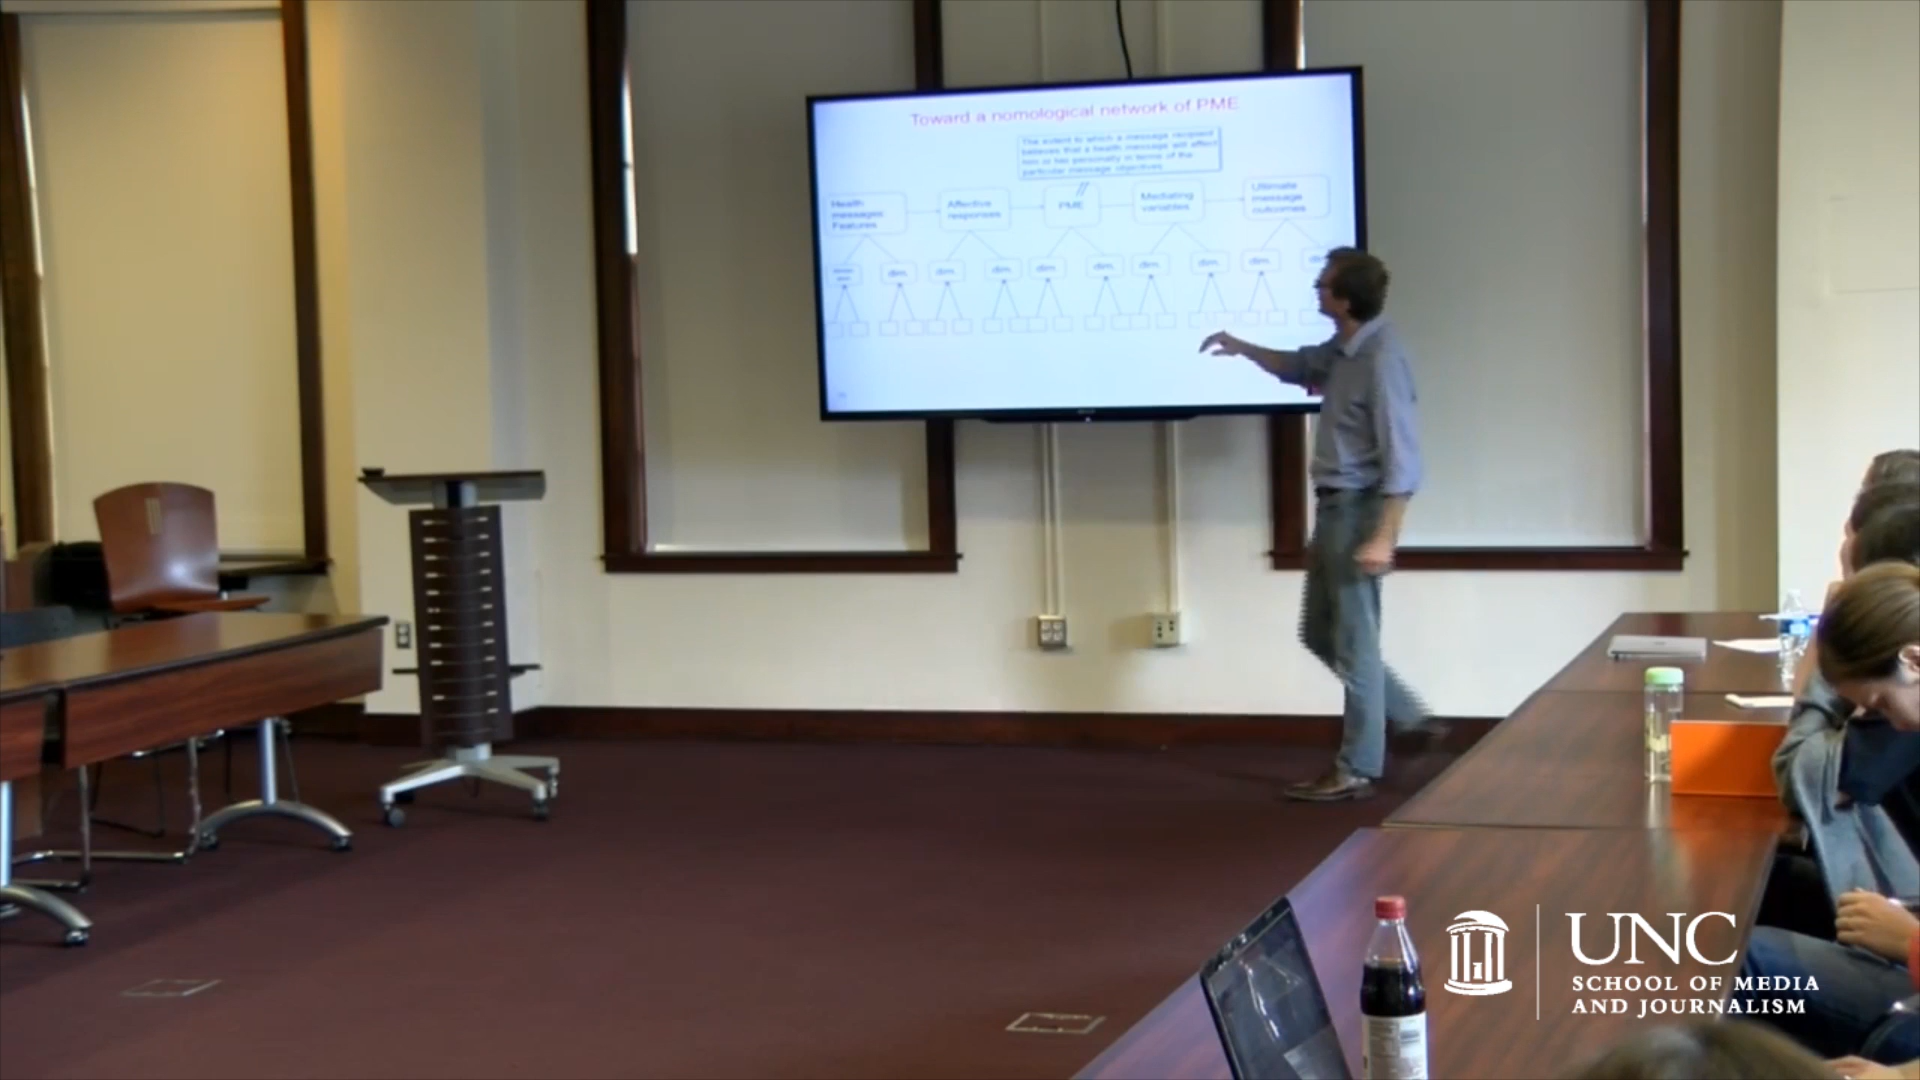 Toward a nomological network of PME
The extent to which a message recipient
believes that a health message will affect
him or her personally in terms of the
particular message objectives
Health
messages:
Features
Affective
responses
PME
Mediating
variables
Ultimate
message
outcomes
dim.
dim.
dim.
dim.
dim.
dim.
dim.
dim.
UNC
SCHOOL OF MEDIA
AND JOURNALISM